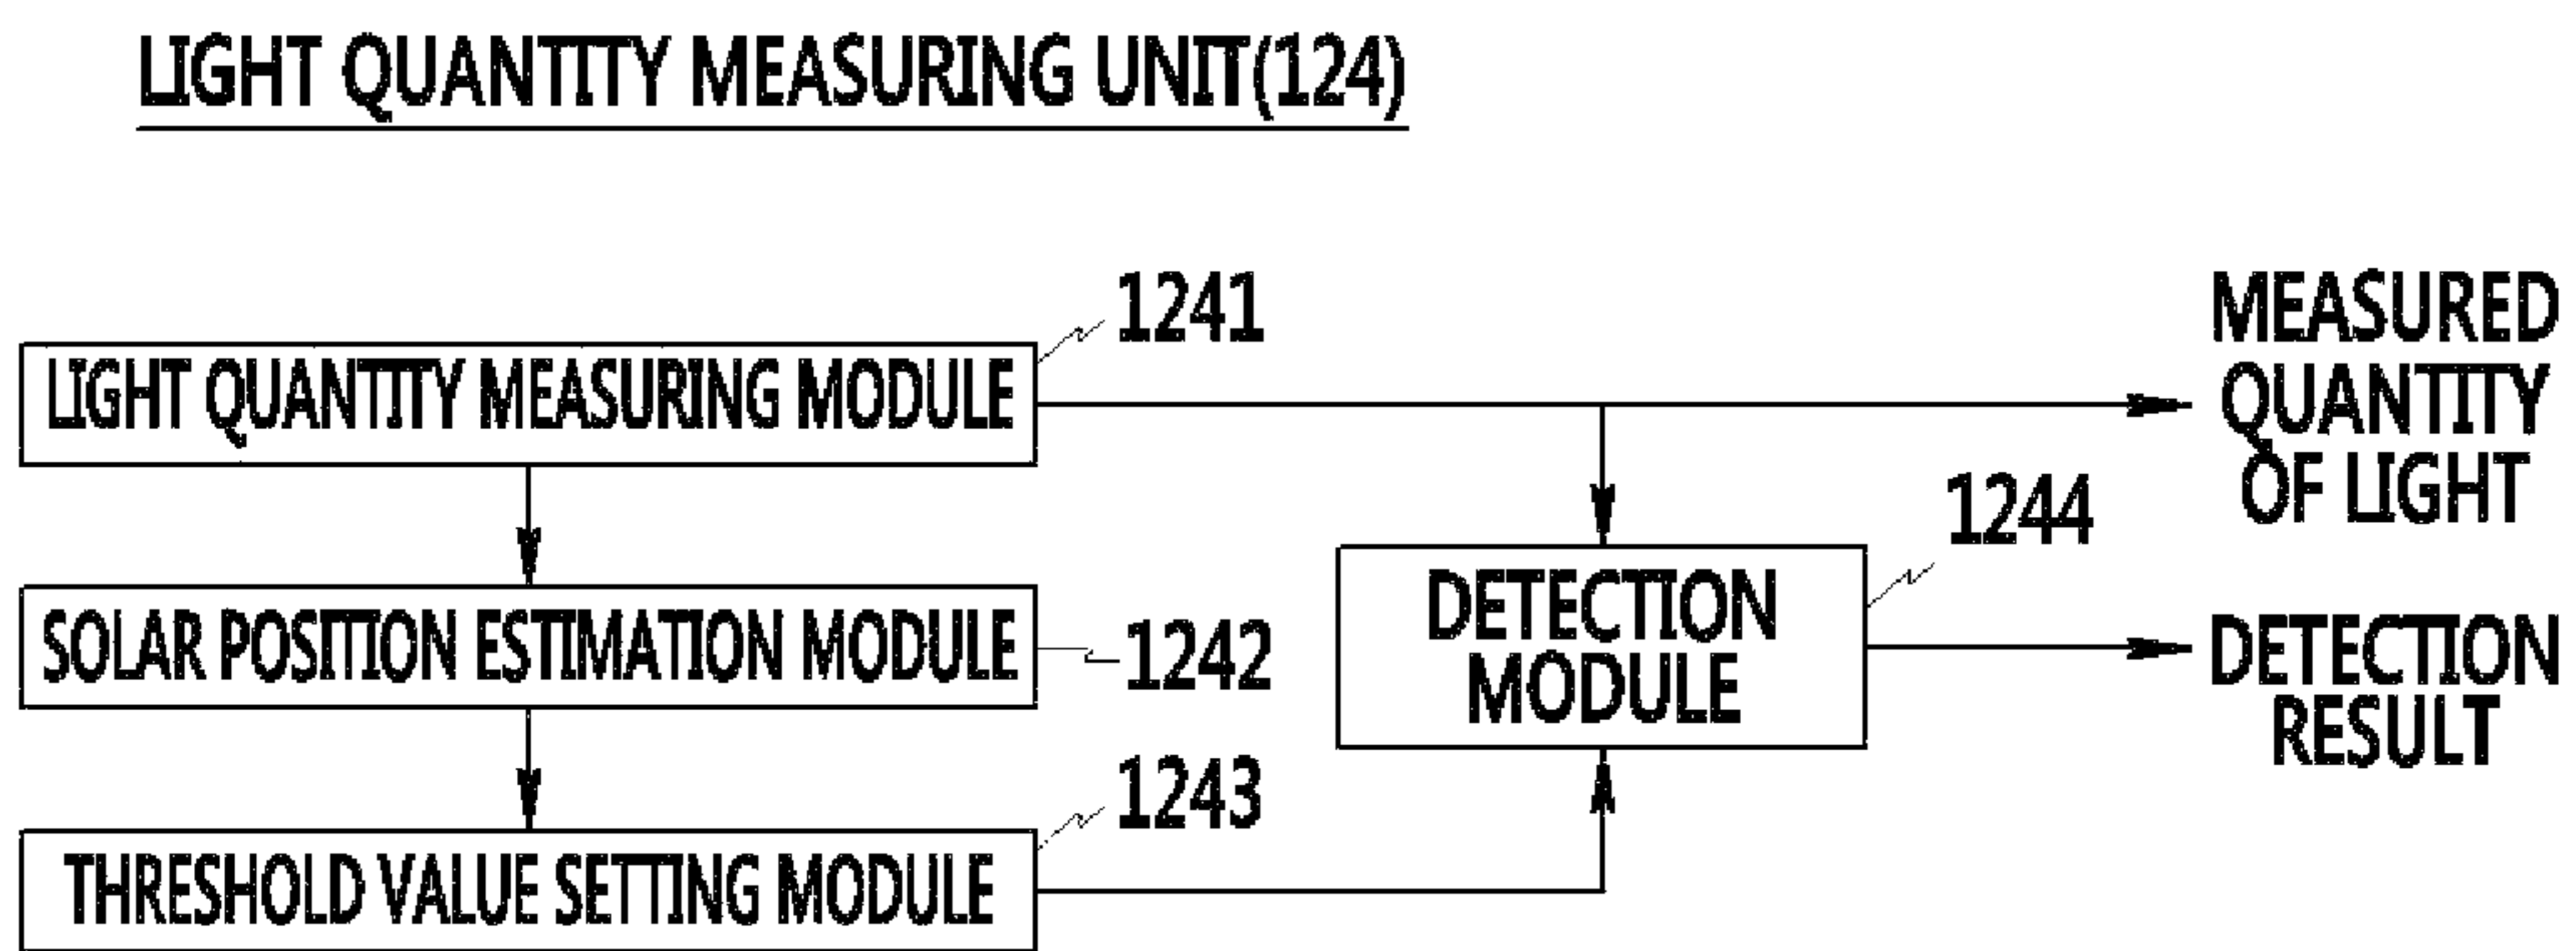 LIGHT QUANTITY MEASURING UNIT(124)
1241
LIGHT QUANTITY MEASURING MODULE
MEASURED
QUANTITY
OF LIGHT
1244
SOLAR POSITION ESTIMATION MODULE
1242
DETECTION
MODULE
DETECTION
RESULT
1243
THRESHOLD VALUE SETTING MODULE